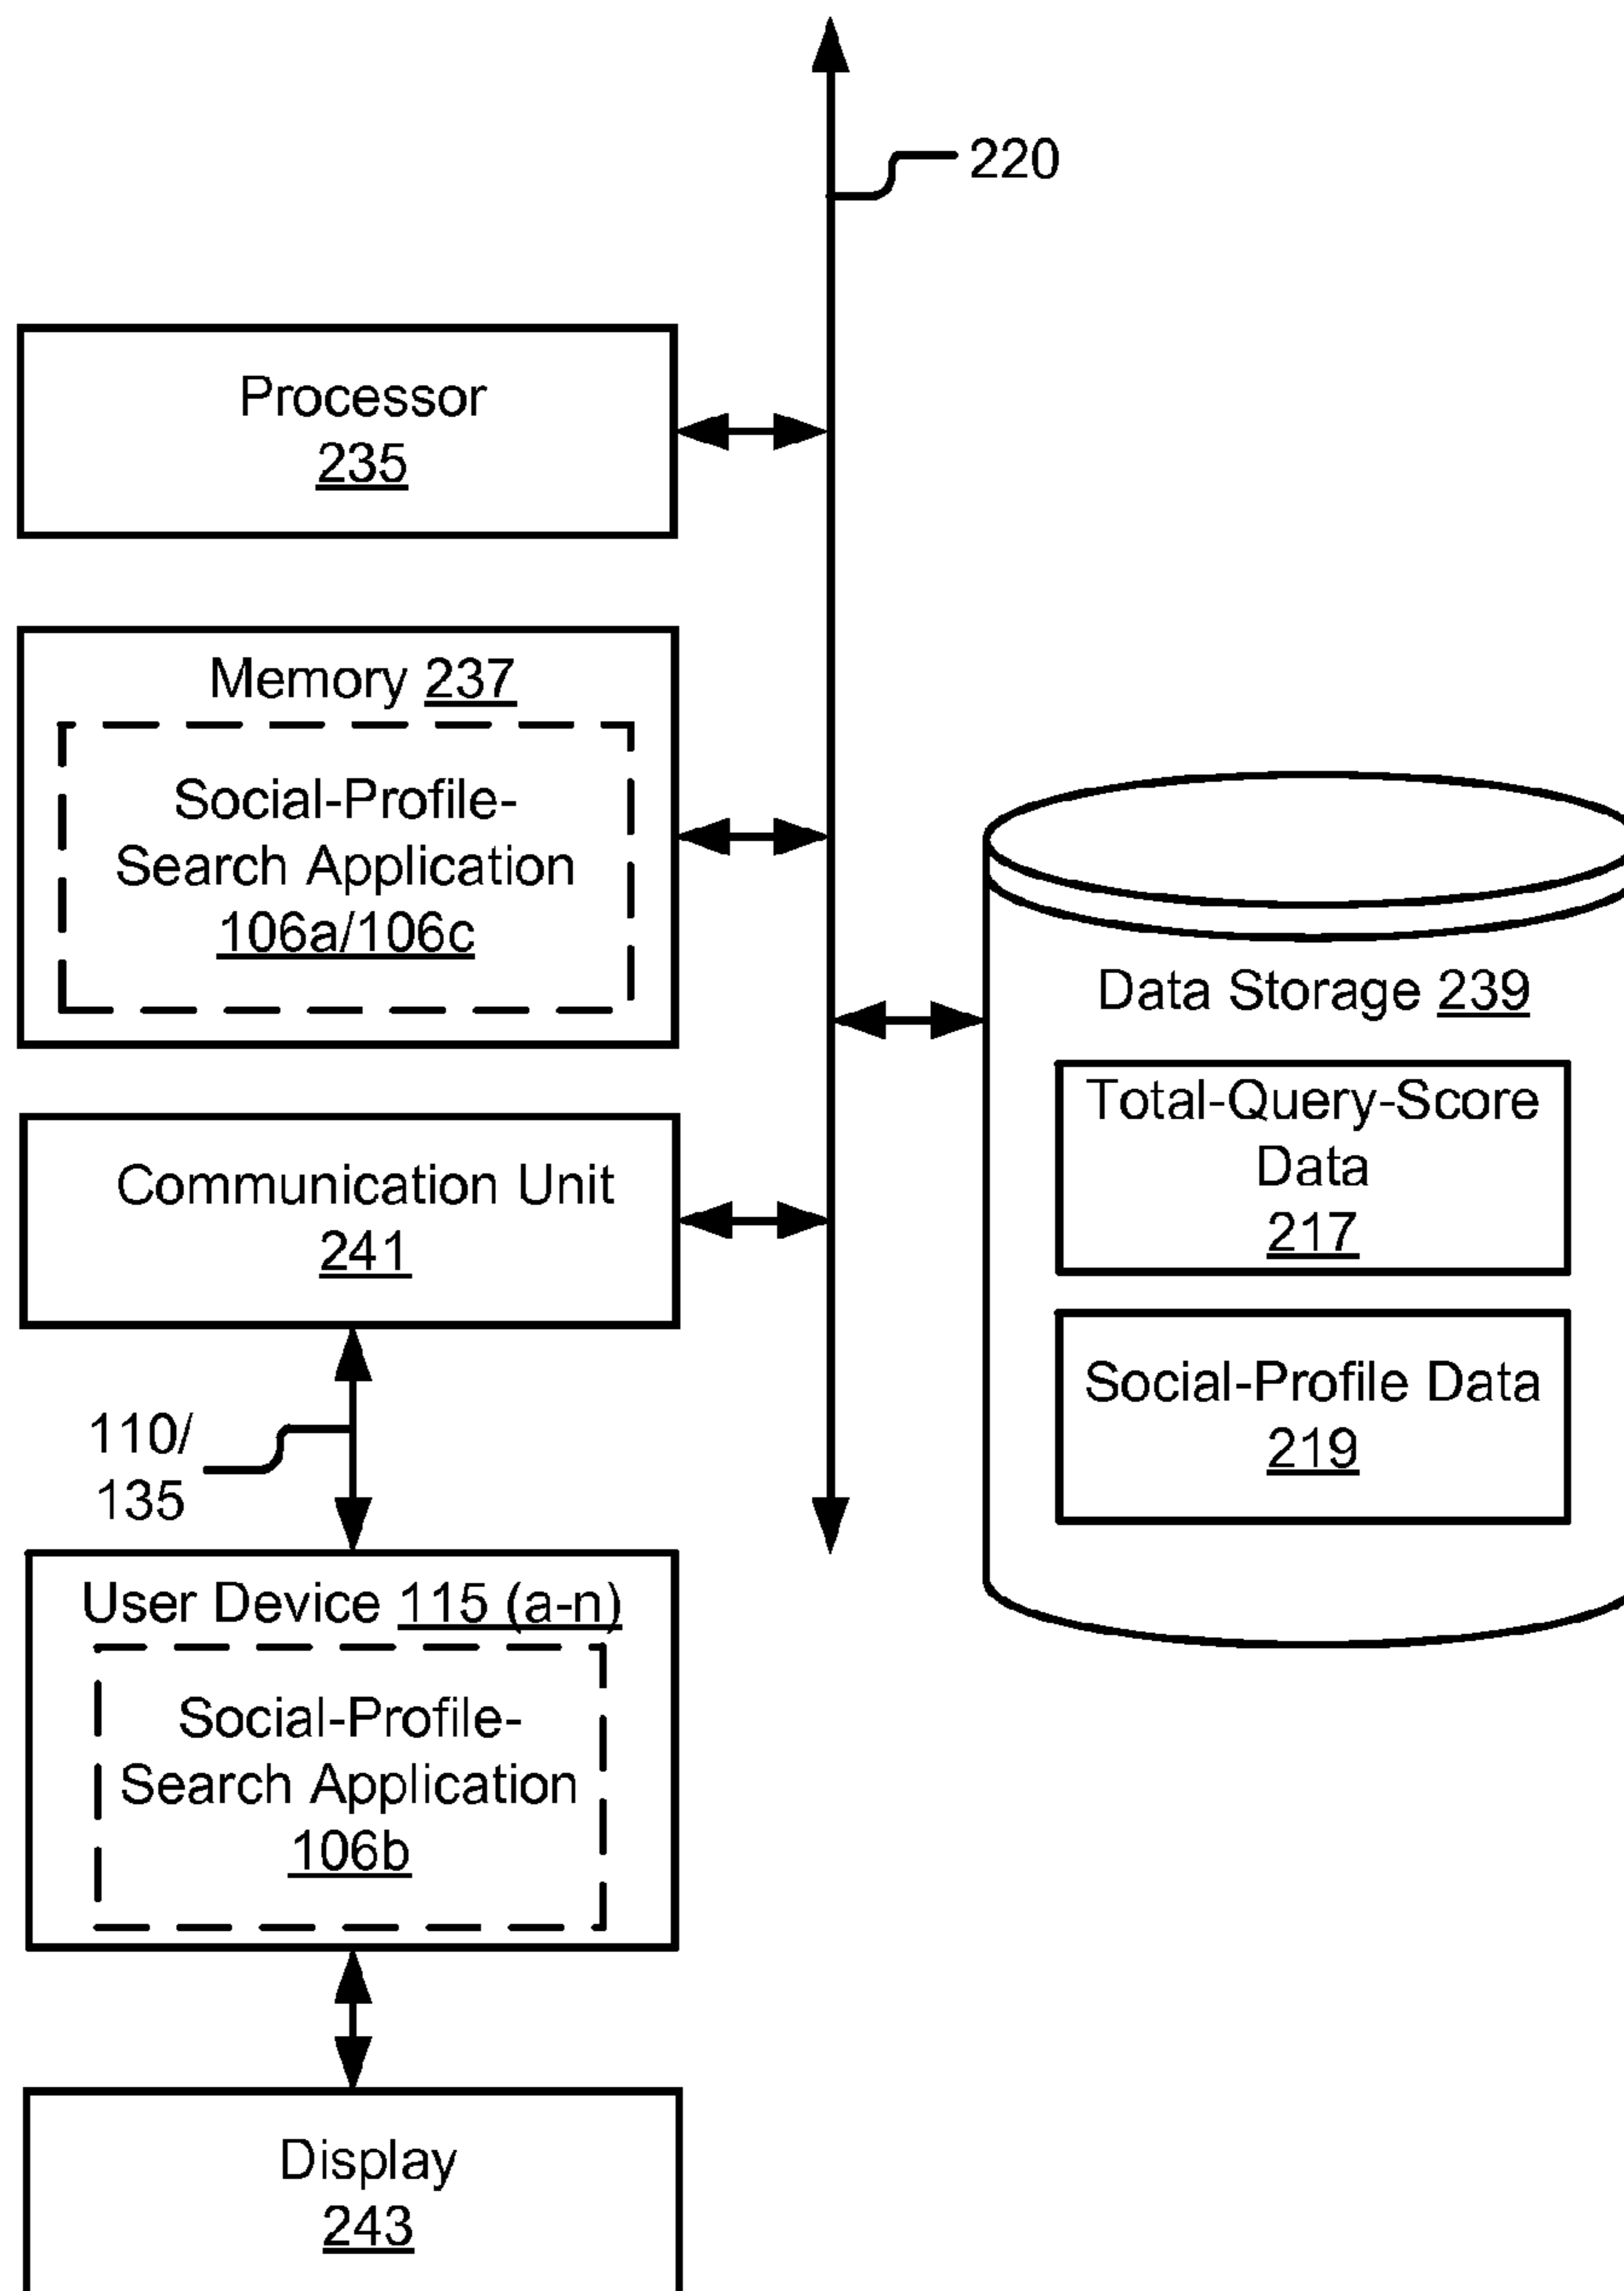 220
Processor
235
Memory 237
Social-Profile-
Search Application
106a/106c
Data Storage 239
Total-Query-Score
Data
217
Communication Unit
241
Social-Profile Data
219
110/
135
User Device 115 (a-n)
Social-Profile-
Search Application
106b
Display
243